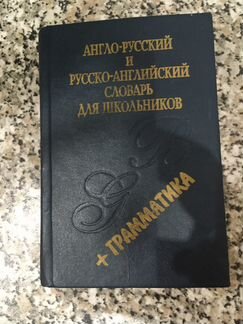 АНГЛО-РУССКИЙ
И
РУССКО-АНГЛИЙСКИЙ
СЛОВАРЬ
ДЛЯ ШКОЛЬНИКОВ
+ ГРАММАТИКА